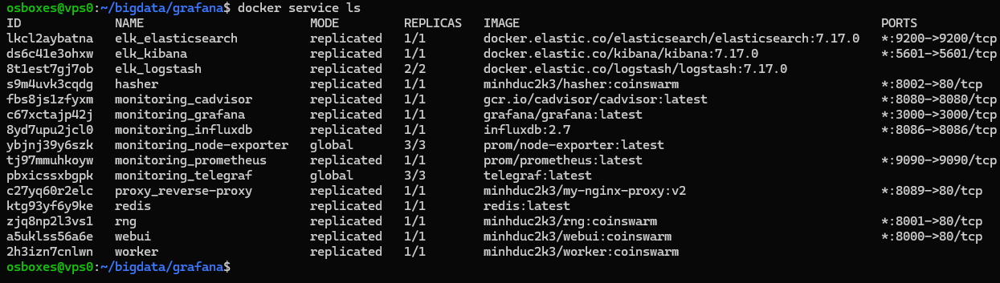 osboxes@vps0:~/bigdata/grafana$ docker service ls
ID NAME MODE REPLICAS IMAGE PORTS
lkcl2aybatna elk_elasticsearch replicated 1/1 docker.elastic.co/elasticsearch/elasticsearch:7.17.0 *:9200->9200/tcp
ds6c41e3ohxw elk_kibana replicated 1/1 docker.elastic.co/kibana/kibana:7.17.0 *:5601->5601/tcp
8t1est7gj7ob elk_logstash replicated 2/2 docker.elastic.co/logstash/logstash:7.17.0
s9m4uvk3cqdg hasher replicated 1/1 minhduc2k3/hasher:coinswarm *:8002->80/tcp
fbs8js1zfyxm monitoring_cadvisor replicated 1/1 gcr.io/cadvisor/cadvisor:latest *:8080->8080/tcp
c67xctajp42j monitoring_grafana replicated 1/1 grafana/grafana:latest *:3000->3000/tcp
8yd7upu2jcl0 monitoring_influxdb replicated 1/1 influxdb:2.7 *:8086->8086/tcp
ybjnj39y6szk monitoring_node-exporter global 3/3 prom/node-exporter:latest
tj97mmuhkoyw monitoring_prometheus replicated 1/1 prom/prometheus:latest *:9090->9090/tcp
pbxicssxbgpk monitoring_telegraf global 3/3 telegraf:latest
c27yq60r2elc proxy_reverse-proxy replicated 1/1 minhduc2k3/my-nginx-proxy:v2 *:8089->80/tcp
ktg93yf6y9ke redis replicated 1/1 redis:latest
zjq8np2l3vs1 rng replicated 1/1 minhduc2k3/rng:coinswarm *:8001->80/tcp
a5uklss56a6e webui replicated 1/1 minhduc2k3/webui:coinswarm *:8000->80/tcp
2h3izn7cnlwn worker replicated 1/1 minhduc2k3/worker:coinswarm
osboxes@vps0:~/bigdata/grafana$